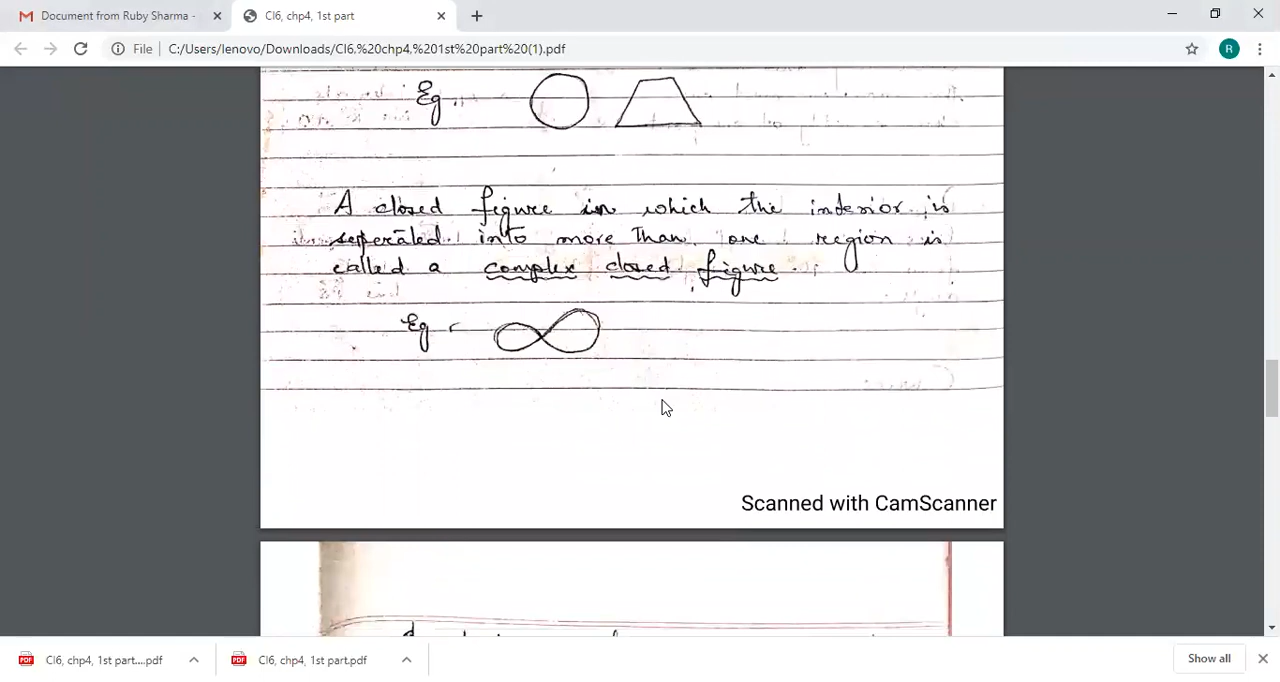 Document from Ruby Sharma -
Cl6, chp4, 1st part
File
C:/Users/lenovo/Downloads/Cl6,%20chp4,%201st%20part%20(1).pdf
R
Eg.
A closed figure in which the interior is
seperated into more than one region is
called a complex closed figure.
Eg.
Scanned with CamScanner
Cl6, chp4, 1st part....pdf
Cl6, chp4, 1st part.pdf
Show all